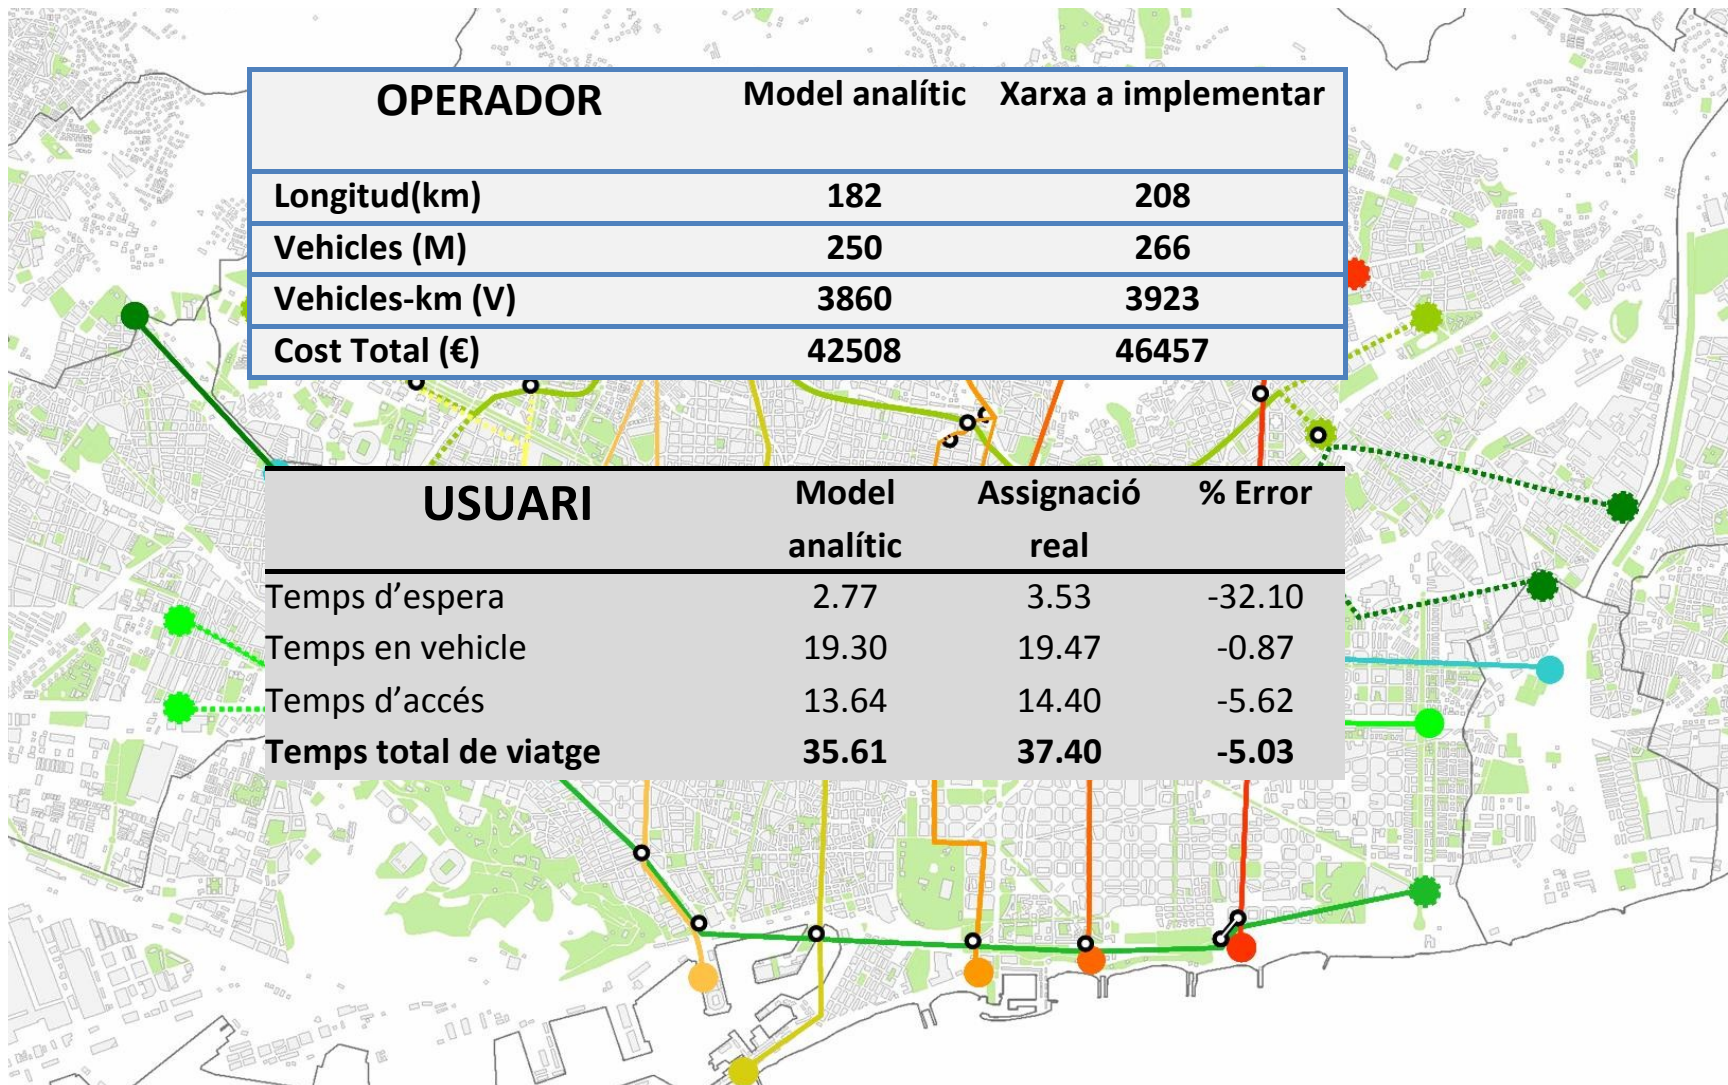 OPERADOR Model analític Xarxa a implementar
Longitud(km) 182 208
Vehicles (M) 250 266
Vehicles-km (V) 3860 3923
Cost Total (€) 42508 46457
USUARI Model analític Assignació real % Error
Temps d’espera 2.77 3.53 -32.10
Temps en vehicle 19.30 19.47 -0.87
Temps d’accés 13.64 14.40 -5.62
Temps total de viatge 35.61 37.40 -5.03